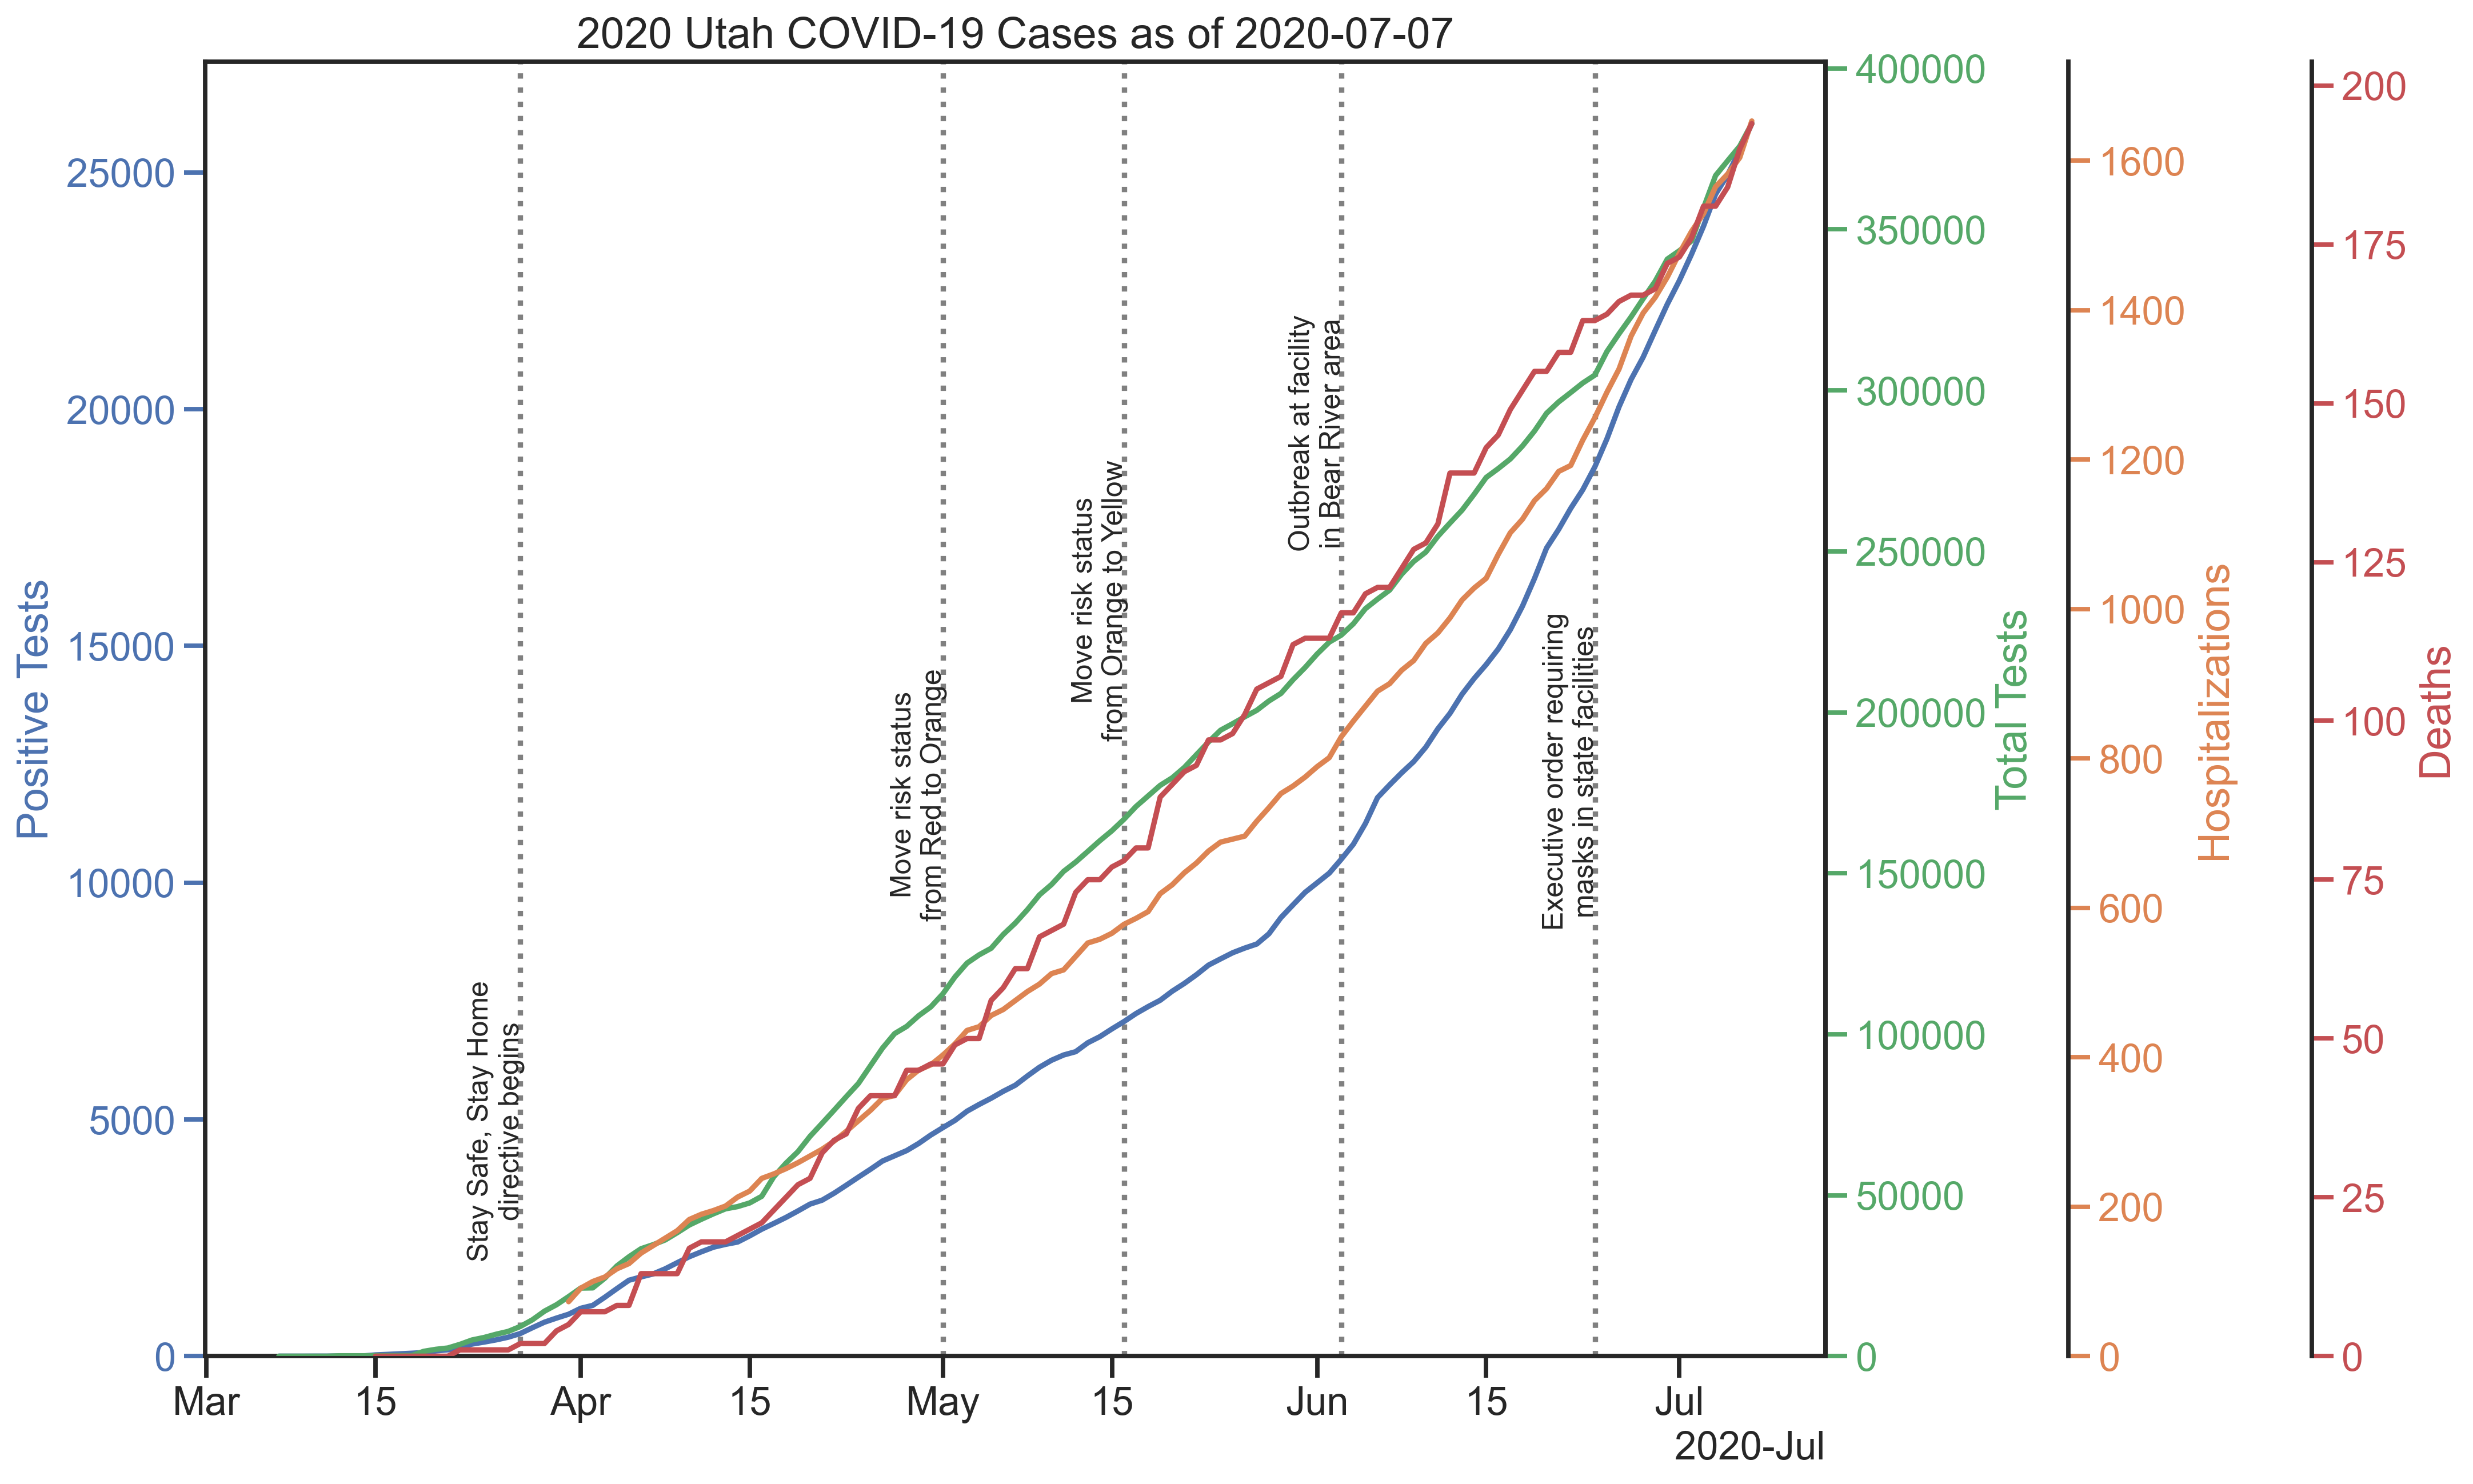 2020 Utah COVID-19 Cases as of 2020-07-07
Positive Tests
25000
20000
15000
10000
5000
0
Stay Safe, Stay Home
directive begins
Move risk status
from Red to Orange
Move risk status
from Orange to Yellow
Outbreak at facility
in Bear River area
Executive order requiring
masks in state facilities
400000
350000
300000
250000
200000
150000
100000
50000
0
Total Tests
1600
1400
1200
1000
800
600
400
200
0
Hospitalizations
200
175
150
125
100
75
50
25
0
Deaths
Mar 15 Apr 15 May 15 Jun 15 Jul
2020-Jul